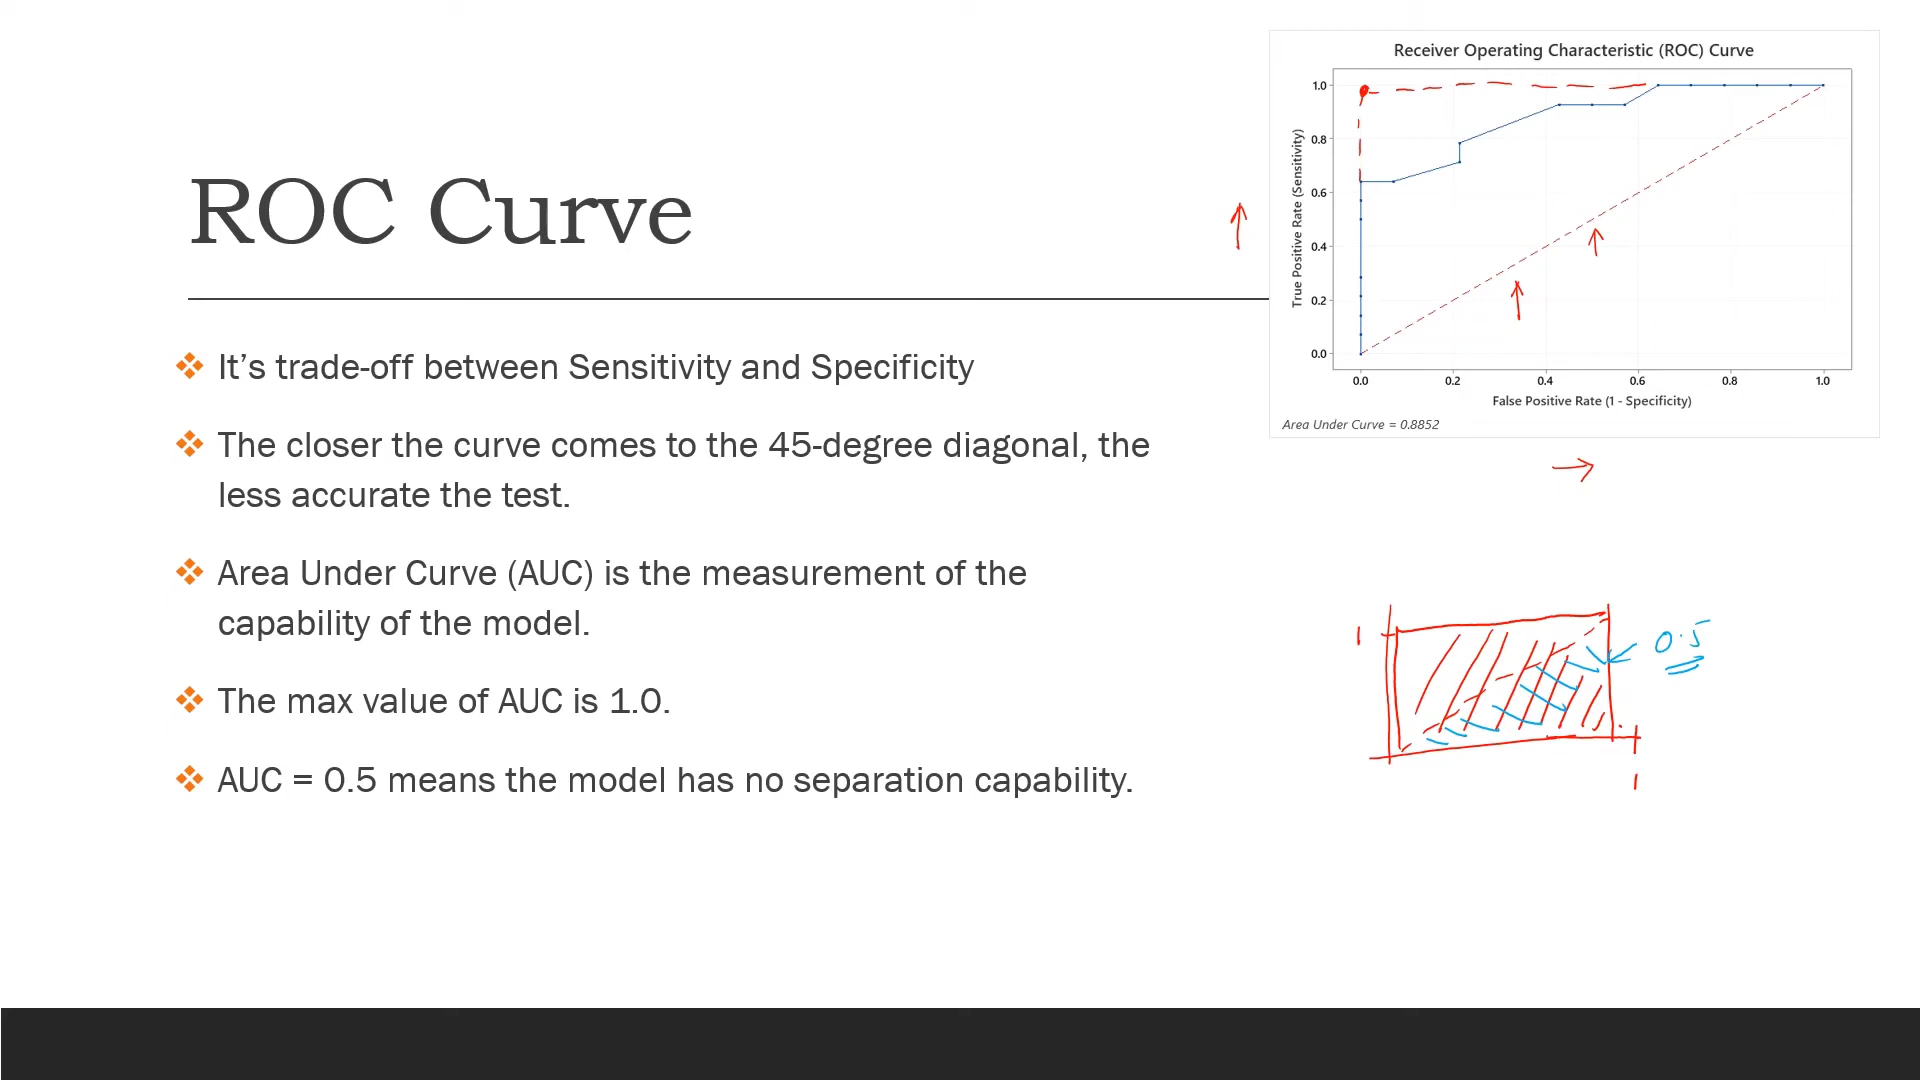 ROC Curve
❖ It’s trade-off between Sensitivity and Specificity
❖ The closer the curve comes to the 45-degree diagonal, the
less accurate the test.
❖ Area Under Curve (AUC) is the measurement of the
capability of the model.
❖ The max value of AUC is 1.0.
❖ AUC = 0.5 means the model has no separation capability.
Receiver Operating Characteristic (ROC) Curve
True Positive Rate (Sensitivity)
1.0
0.8
0.6
0.4
0.2
0.0
0.0 0.2 0.4 0.6 0.8 1.0
False Positive Rate (1 - Specificity)
Area Under Curve = 0.8852
1
0.5
1